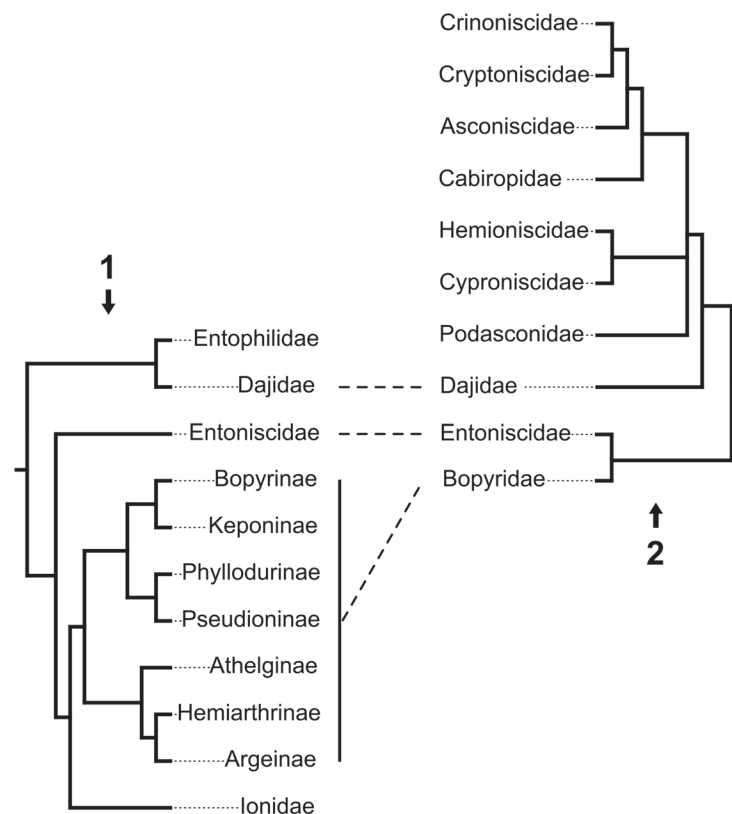 Crinoniscidae
Cryptoniscidae
Asconiscidae
Cabiropidae
Hemioniscidae
Cyproniscidae
Podasconidae
Dajidae
Entoniscidae
Bopyridae
2
1
Entophilidae
Dajidae
Entoniscidae
Bopyrinae
Keponinae
Phyllodurinae
Pseudioninae
Athelginae
Hemiarthrinae
Argeinae
Ionidae